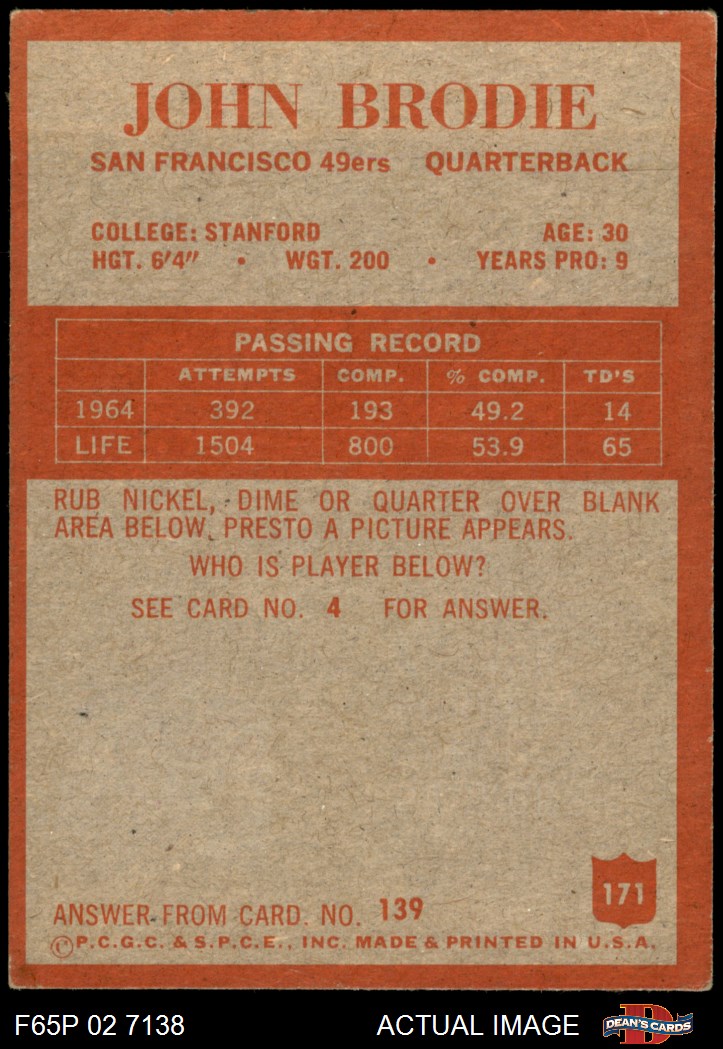 JOHN BRODIE
SAN FRANCISCO 49ers QUARTERBACK
COLLEGE: STANFORD AGE: 30
HGT. 6'4" • WGT. 200 • YEARS PRO: 9
PASSING RECORD
ATTEMPTS COMP. % COMP. TD'S
1964 392 193 49.2 14
LIFE 1504 800 53.9 65
RUB NICKEL, DIME OR QUARTER OVER BLANK
AREA BELOW, PRESTO A PICTURE APPEARS.
WHO IS PLAYER BELOW?
SEE CARD NO. 4 FOR ANSWER.
171
ANSWER FROM CARD. NO. 139
©P.C.G.C. & S.P.C.E., INC. MADE & PRINTED IN U.S.A.
F65P 02 7138 ACTUAL IMAGE D DEAN'S CARDS